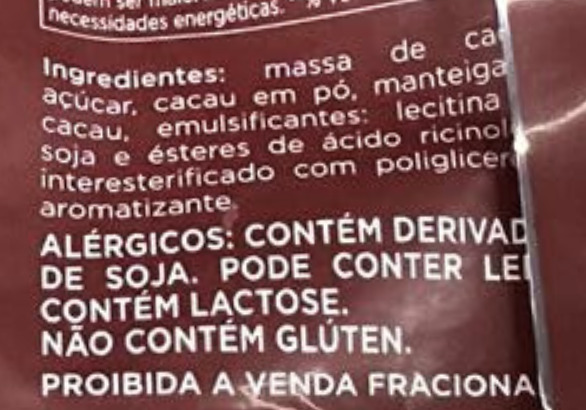 necessidades energéticas.
Ingredientes: massa de
açúcar, cacau em pó, manteiga
cacau, emulsificantes: lecitina
soja e ésteres de ácido
interesterificado com
aromatizante.
ALÉRGICOS: CONTÉM
DE SOJA. PODE CONTER
CONTÉM LACTOSE.
NÃO CONTÉM GLÚTEN.
PROIBIDA A VENDA